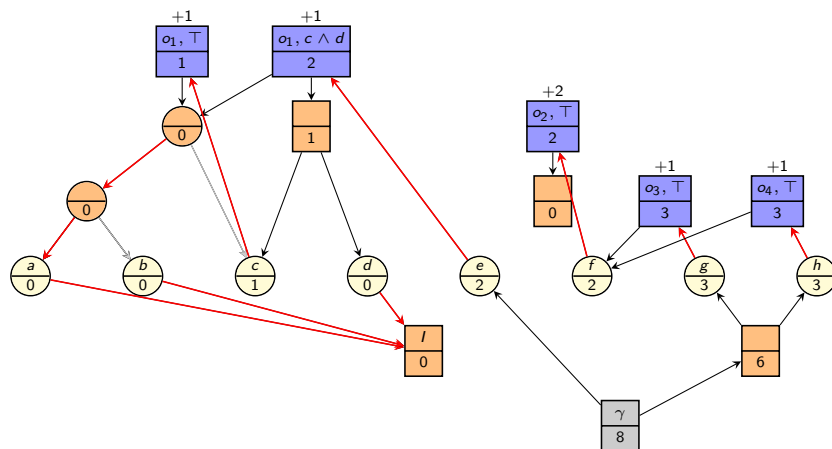 +1 +1
o₁, ⊤ o₁, c ∧ d
1 2
+2
o₂, ⊤
0 1 2
+1 +1
o₃, ⊤ o₄, ⊤
0 0 3 3
a b c d e f g h
0 0 1 0 2 2 3 3
I
0 6
γ
8